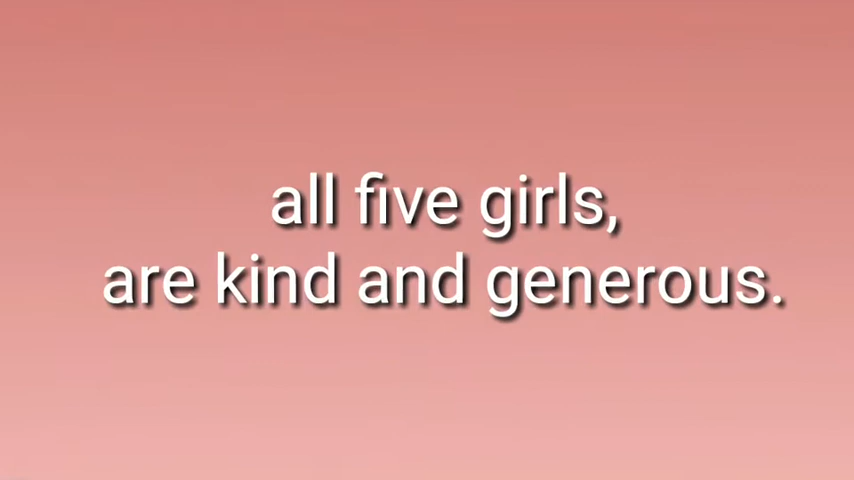 all five girls,
are kind and generous.